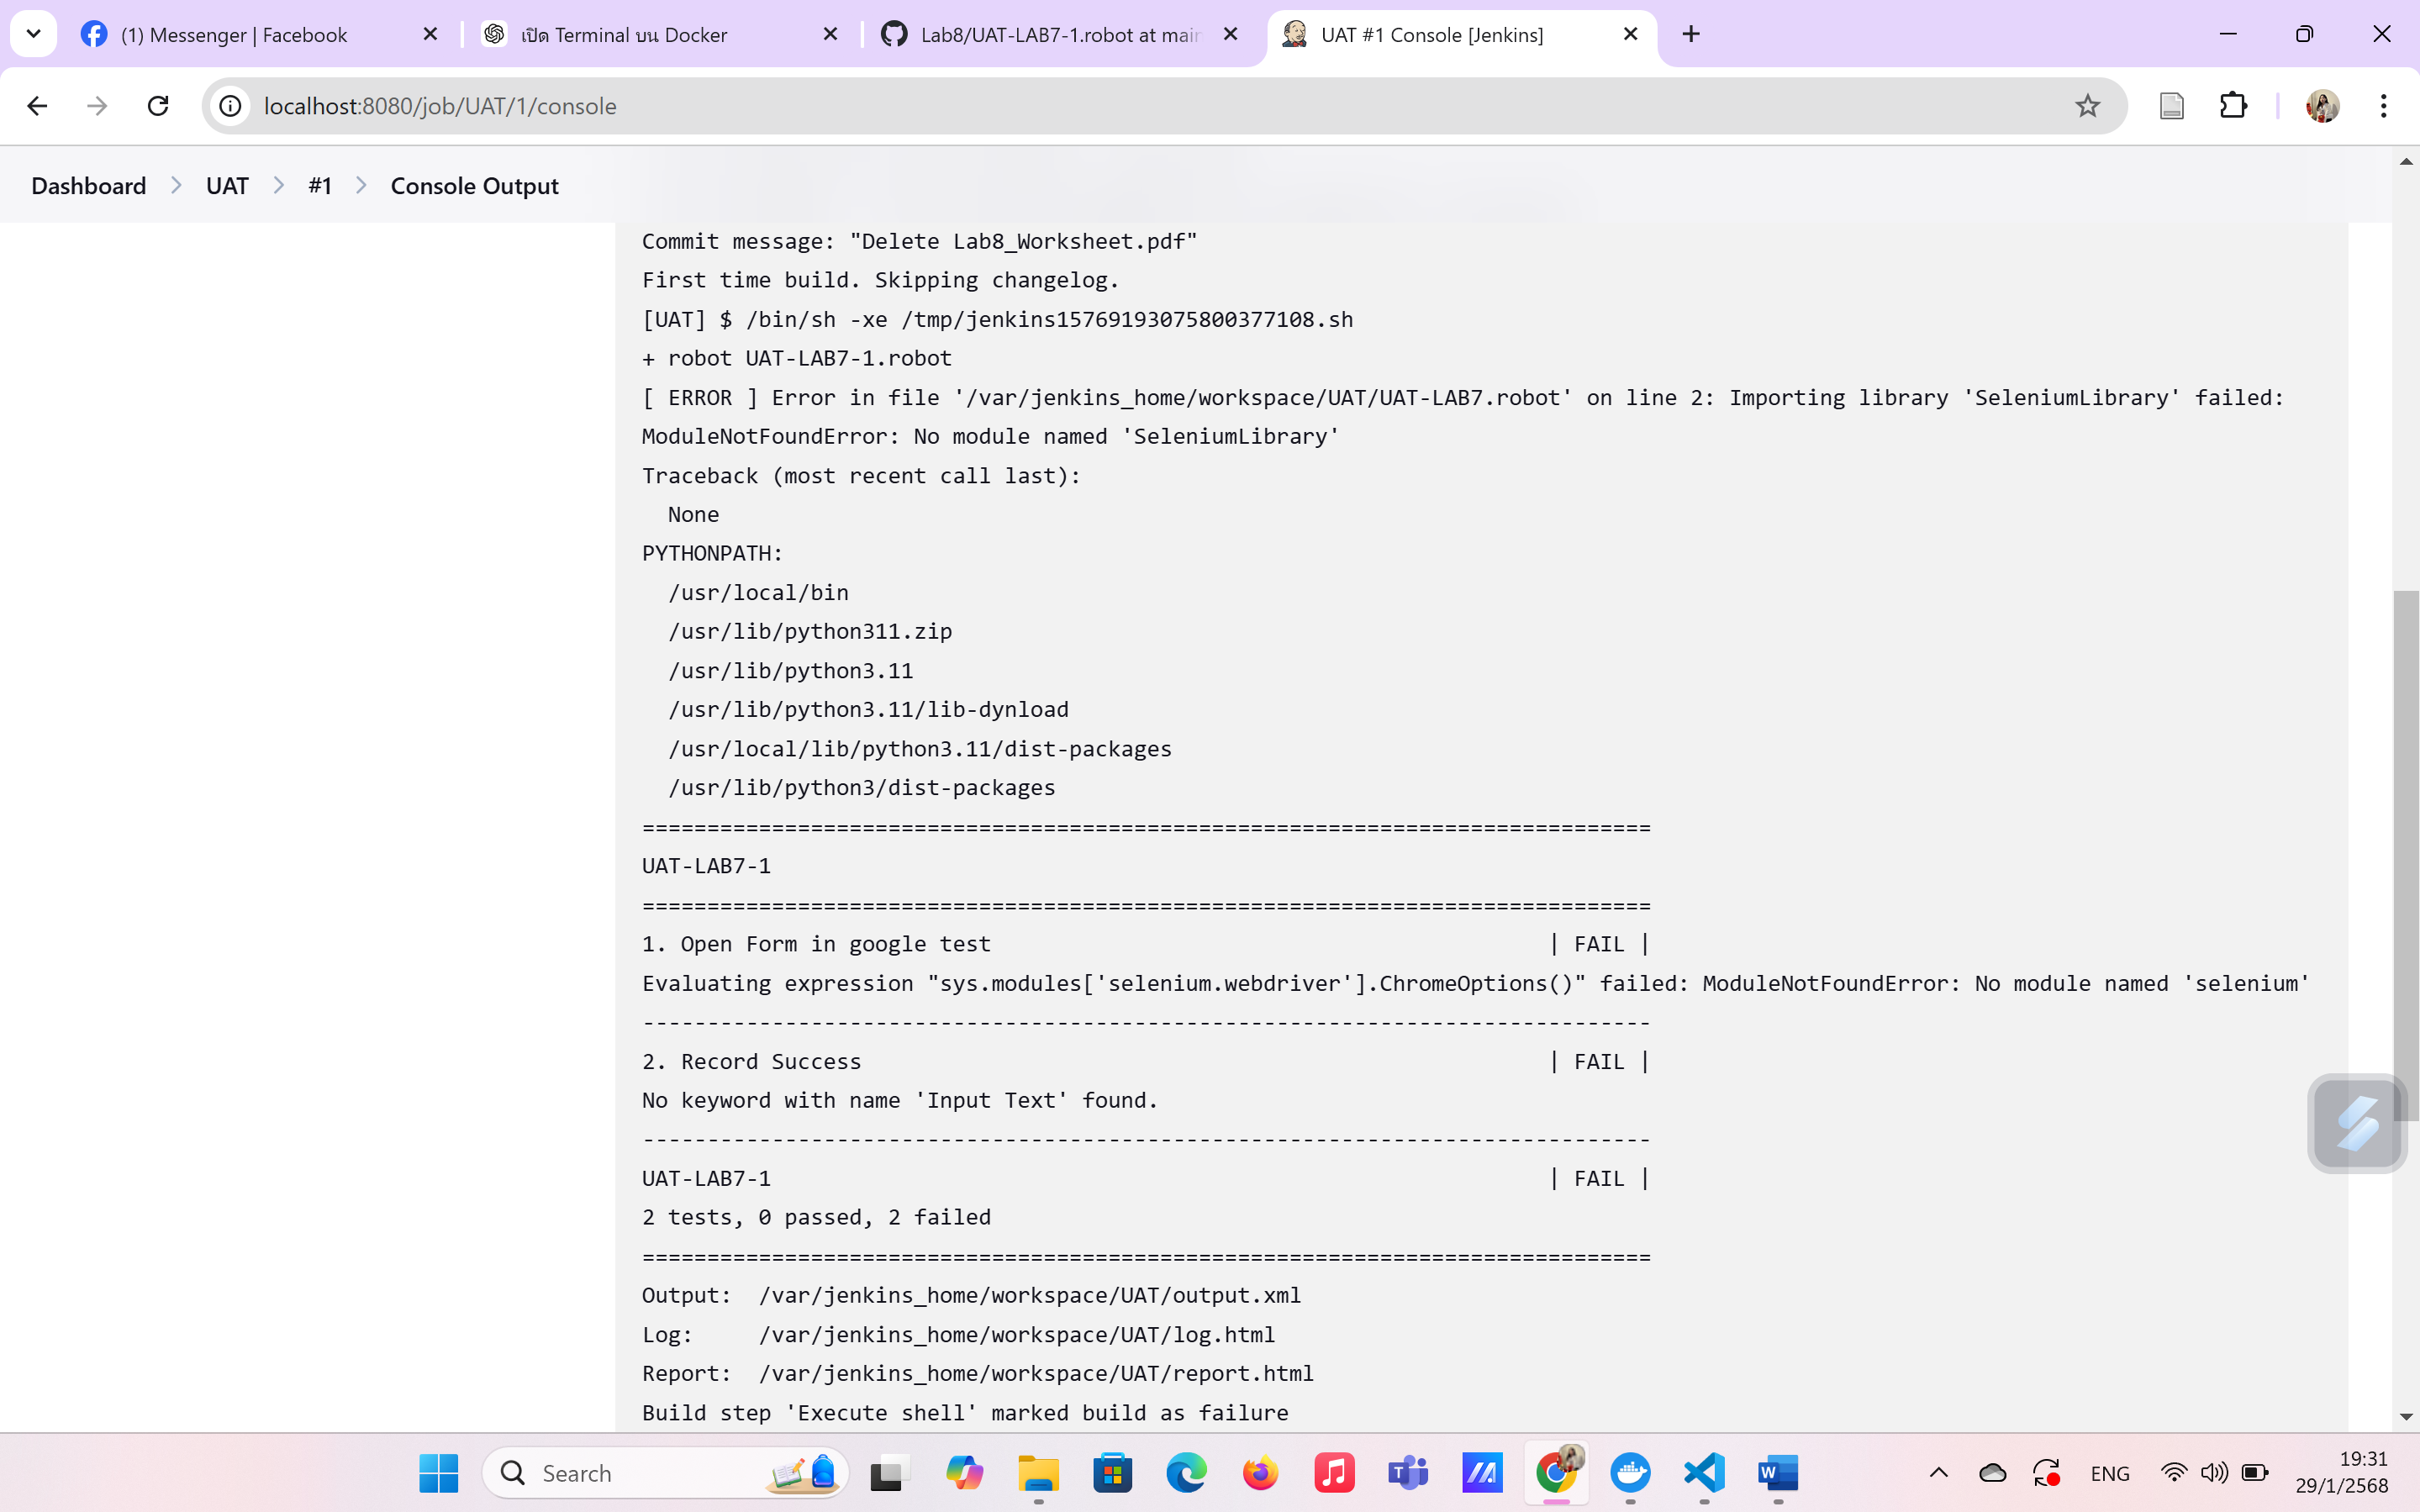 (1) Messenger | Facebook
เปิด Terminal บน Docker
Lab8/UAT-LAB7-1.robot at mair
UAT #1 Console [Jenkins]
localhost:8080/job/UAT/1/console
Dashboard
UAT
#1
Console Output
Commit message: "Delete Lab8_Worksheet.pdf"
First time build. Skipping changelog.
[UAT] $ /bin/sh -xe /tmp/jenkins15769193075800377108.sh
+ robot UAT-LAB7-1.robot
[ ERROR ] Error in file '/var/jenkins_home/workspace/UAT/UAT-LAB7.robot' on line 2: Importing library 'SeleniumLibrary' failed:
ModuleNotFoundError: No module named 'SeleniumLibrary'
Traceback (most recent call last):
None
PYTHONPATH:
/usr/local/bin
/usr/lib/python311.zip
/usr/lib/python3.11
/usr/lib/python3.11/lib-dynload
/usr/local/lib/python3.11/dist-packages
/usr/lib/python3/dist-packages
==============================================================================
UAT-LAB7-1
==============================================================================
1. Open Form in google test | FAIL |
Evaluating expression "sys.modules['selenium.webdriver'].ChromeOptions()" failed: ModuleNotFoundError: No module named 'selenium'
------------------------------------------------------------------------------
2. Record Success | FAIL |
No keyword with name 'Input Text' found.
------------------------------------------------------------------------------
UAT-LAB7-1 | FAIL |
2 tests, 0 passed, 2 failed
==============================================================================
Output: /var/jenkins_home/workspace/UAT/output.xml
Log: /var/jenkins_home/workspace/UAT/log.html
Report: /var/jenkins_home/workspace/UAT/report.html
Build step 'Execute shell' marked build as failure
Search
ENG
19:31
29/1/2568